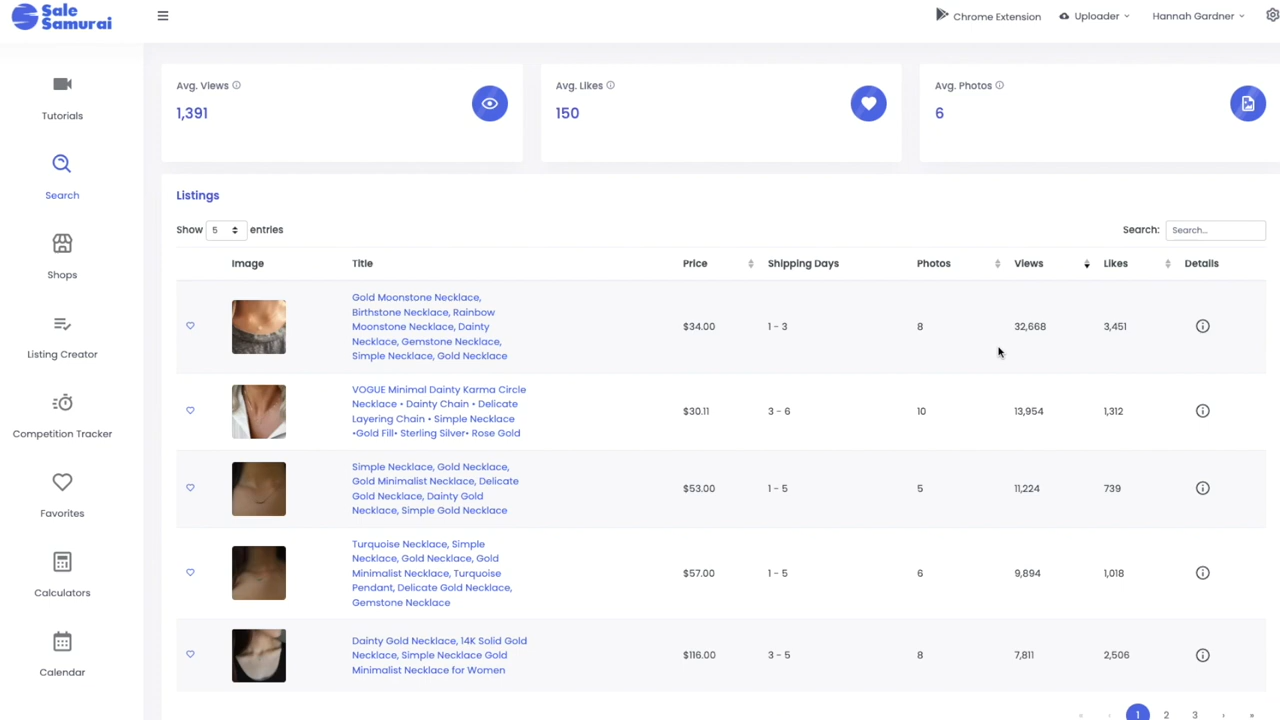 Sale
Samurai
Chrome Extension
Uploader
Hannah Gardner
Tutorials
Search
Shops
Listing Creator
Competition Tracker
Favorites
Calculators
Calendar
Avg. Views
1,391
Avg. Likes
150
Avg. Photos
6
Listings
Show 5 entries
Search: Search...
Image Title Price Shipping Days Photos Views Likes Details
Gold Moonstone Necklace,
Birthstone Necklace, Rainbow
Moonstone Necklace, Dainty
Necklace, Gemstone Necklace,
Simple Necklace, Gold Necklace
$34.00 1 - 3 8 32,668 3,451
VOGUE Minimal Dainty Karma Circle
Necklace • Dainty Chain • Delicate
Layering Chain • Simple Necklace
•Gold Fill• Sterling Silver• Rose Gold
$30.11 3 - 6 10 13,954 1,312
Simple Necklace, Gold Necklace,
Gold Minimalist Necklace, Delicate
Gold Necklace, Dainty Gold
Necklace, Simple Gold Necklace
$53.00 1 - 5 5 11,224 739
Turquoise Necklace, Simple
Necklace, Gold Necklace, Gold
Minimalist Necklace, Turquoise
Pendant, Delicate Gold Necklace,
Gemstone Necklace
$57.00 1 - 5 6 9,894 1,018
Dainty Gold Necklace, 14K Solid Gold
Necklace, Simple Necklace Gold
Minimalist Necklace for Women
$116.00 3 - 5 8 7,811 2,506
« ‹ 1 2 3 › »